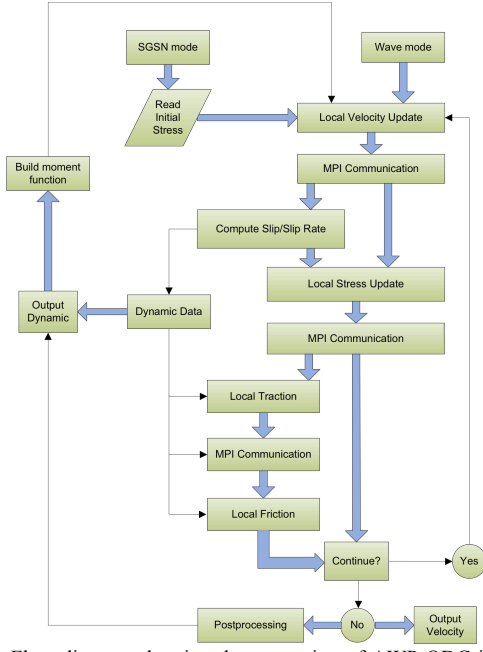 SGSN mode
Wave mode
Read
Initial
Stress
Local Velocity Update
MPI Communication
Build moment
function
Compute Slip/Slip Rate
Local Stress Update
Output
Dynamic
Dynamic Data
MPI Communication
Local Traction
MPI Communication
Local Friction
Continue?
Yes
Postprocessing
No
Output
Velocity